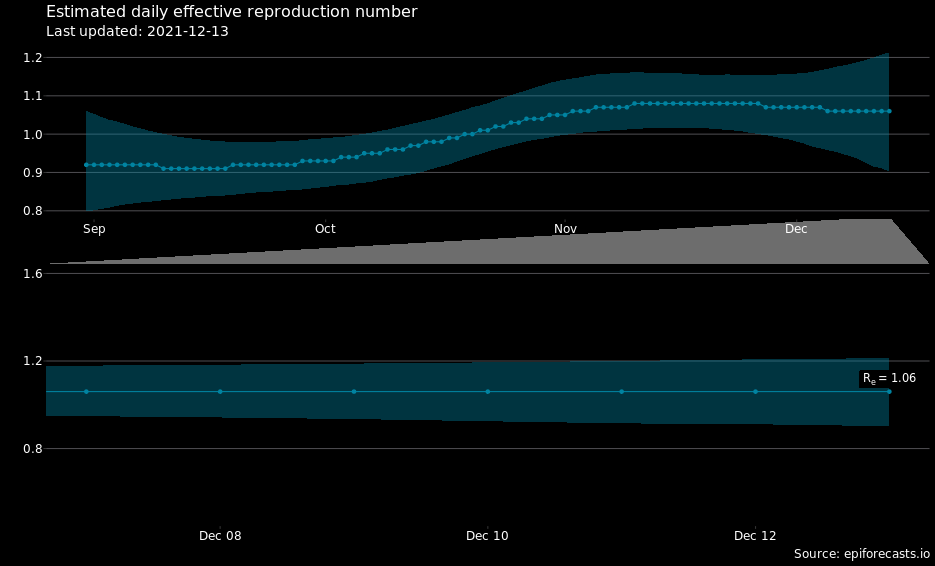 Estimated daily effective reproduction number
Last updated: 2021-12-13
1.2
1.1
1.0
0.9
0.8
Sep Oct Nov Dec
1.6
1.2
Re = 1.06
0.8
Dec 08 Dec 10 Dec 12
Source: epiforecasts.io